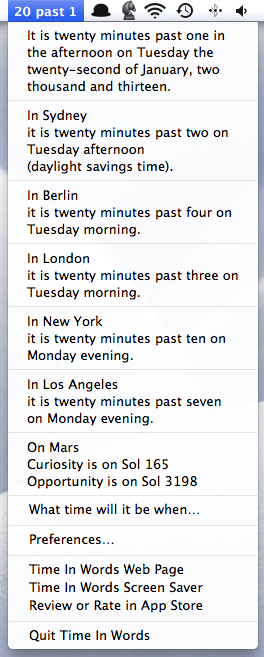 20 past 1
It is twenty minutes past one in
the afternoon on Tuesday the
twenty-second of January, two
thousand and thirteen.
In Sydney
it is twenty minutes past two on
Tuesday afternoon
(daylight savings time).
In Berlin
it is twenty minutes past four on
Tuesday morning.
In London
it is twenty minutes past three on
Tuesday morning.
In New York
it is twenty minutes past ten on
Monday evening.
In Los Angeles
it is twenty minutes past seven
on Monday evening.
On Mars
Curiosity is on Sol 165
Opportunity is on Sol 3198
What time will it be when...
Preferences...
Time In Words Web Page
Time In Words Screen Saver
Review or Rate in App Store
Quit Time In Words